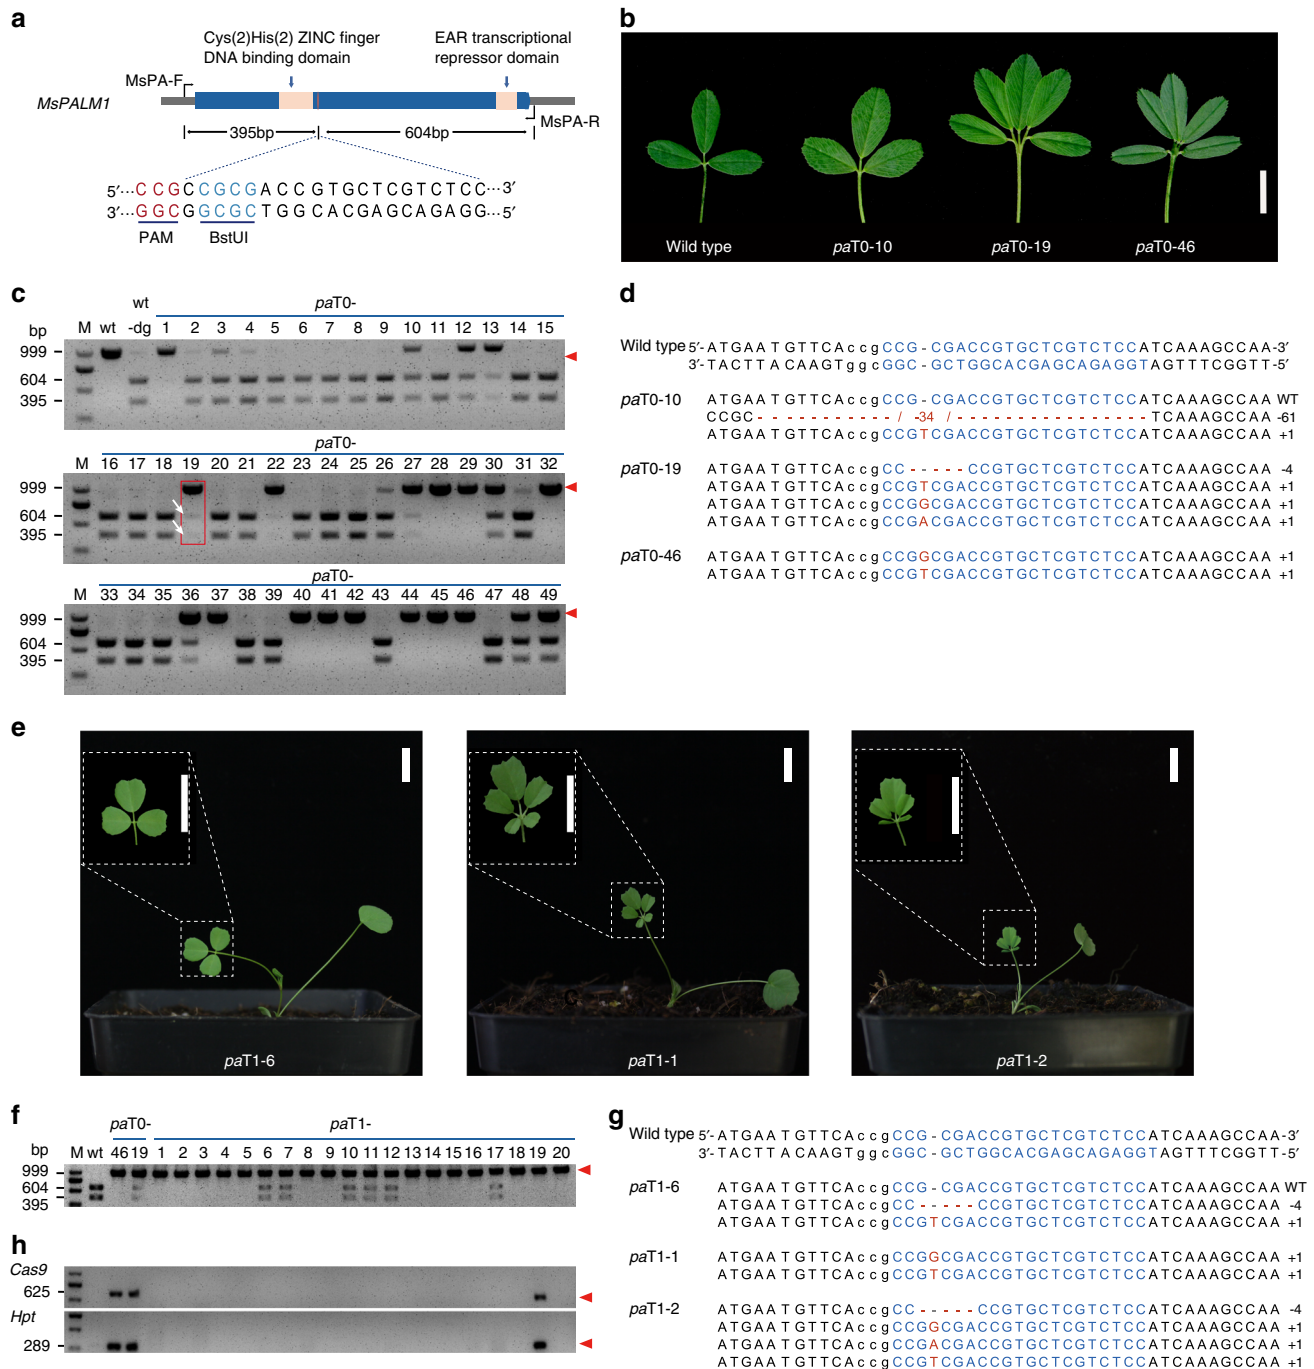 a
Cys(2)His(2) ZINC finger
DNA binding domain
EAR transcriptional
repressor domain
MsPA-F
MsPALM1
MsPA-R
395bp
604bp
5′···CCGCCGCGACCGTGCTCGTCTCC···3′
3′···GGCGGCGCTGGCACGAGCAGAGG···5′
PAM
BstUI
b
Wild type
paT0-10
paT0-19
paT0-46
c
wt
paT0-
bp
M wt -dg 1 2 3 4 5 6 7 8 9 10 11 12 13 14 15
999
604
395
paT0-
M 16 17 18 19 20 21 22 23 24 25 26 27 28 29 30 31 32
999
604
395
paT0-
M 33 34 35 36 37 38 39 40 41 42 43 44 45 46 47 48 49
999
604
395
d
Wild type 5′-ATGAATGTTCAccgCCG-CGACCGTGCTCGTCTCCATCAAAGCCAA-3′
3′-TACTTACAAGTggcGGC-GCTGGCACGAGCAGAGGTAGTTTCGGTT-5′
paT0-10 ATGAATGTTCAccgCCG-CGACCGTGCTCGTCTCCATCAAAGCCAA WT
CCGC-----------/ -34 /----------------TCAAAGCCAA -61
ATGAATGTTCAccgCCGTCGACCGTGCTCGTCTCCATCAAAGCCAA +1
paT0-19 ATGAATGTTCAccgCC-----CCGTGCTCGTCTCCATCAAAGCCAA -4
ATGAATGTTCAccgCCGTCGACCGTGCTCGTCTCCATCAAAGCCAA +1
ATGAATGTTCAccgCCGGCGACCGTGCTCGTCTCCATCAAAGCCAA +1
ATGAATGTTCAccgCCGACGACCGTGCTCGTCTCCATCAAAGCCAA +1
paT0-46 ATGAATGTTCAccgCCGGCGACCGTGCTCGTCTCCATCAAAGCCAA +1
ATGAATGTTCAccgCCGTCGACCGTGCTCGTCTCCATCAAAGCCAA +1
e
paT1-6
paT1-1
paT1-2
f
paT0-
paT1-
bp
M wt 46 19 1 2 3 4 5 6 7 8 9 10 11 12 13 14 15 16 17 18 19 20
999
604
395
g
Wild type 5′-ATGAATGTTCAccgCCG-CGACCGTGCTCGTCTCCATCAAAGCCAA-3′
3′-TACTTACAAGTggcGGC-GCTGGCACGAGCAGAGGTAGTTTCGGTT-5′
paT1-6 ATGAATGTTCAccgCCG-CGACCGTGCTCGTCTCCATCAAAGCCAA WT
ATGAATGTTCAccgCC-----CCGTGCTCGTCTCCATCAAAGCCAA -4
ATGAATGTTCAccgCCGTCGACCGTGCTCGTCTCCATCAAAGCCAA +1
paT1-1 ATGAATGTTCAccgCCGGCGACCGTGCTCGTCTCCATCAAAGCCAA +1
ATGAATGTTCAccgCCGTCGACCGTGCTCGTCTCCATCAAAGCCAA +1
paT1-2 ATGAATGTTCAccgCC-----CCGTGCTCGTCTCCATCAAAGCCAA -4
ATGAATGTTCAccgCCGGCGACCGTGCTCGTCTCCATCAAAGCCAA +1
ATGAATGTTCAccgCCGACGACCGTGCTCGTCTCCATCAAAGCCAA +1
ATGAATGTTCAccgCCGTCGACCGTGCTCGTCTCCATCAAAGCCAA +1
h
Cas9
625
Hpt
289